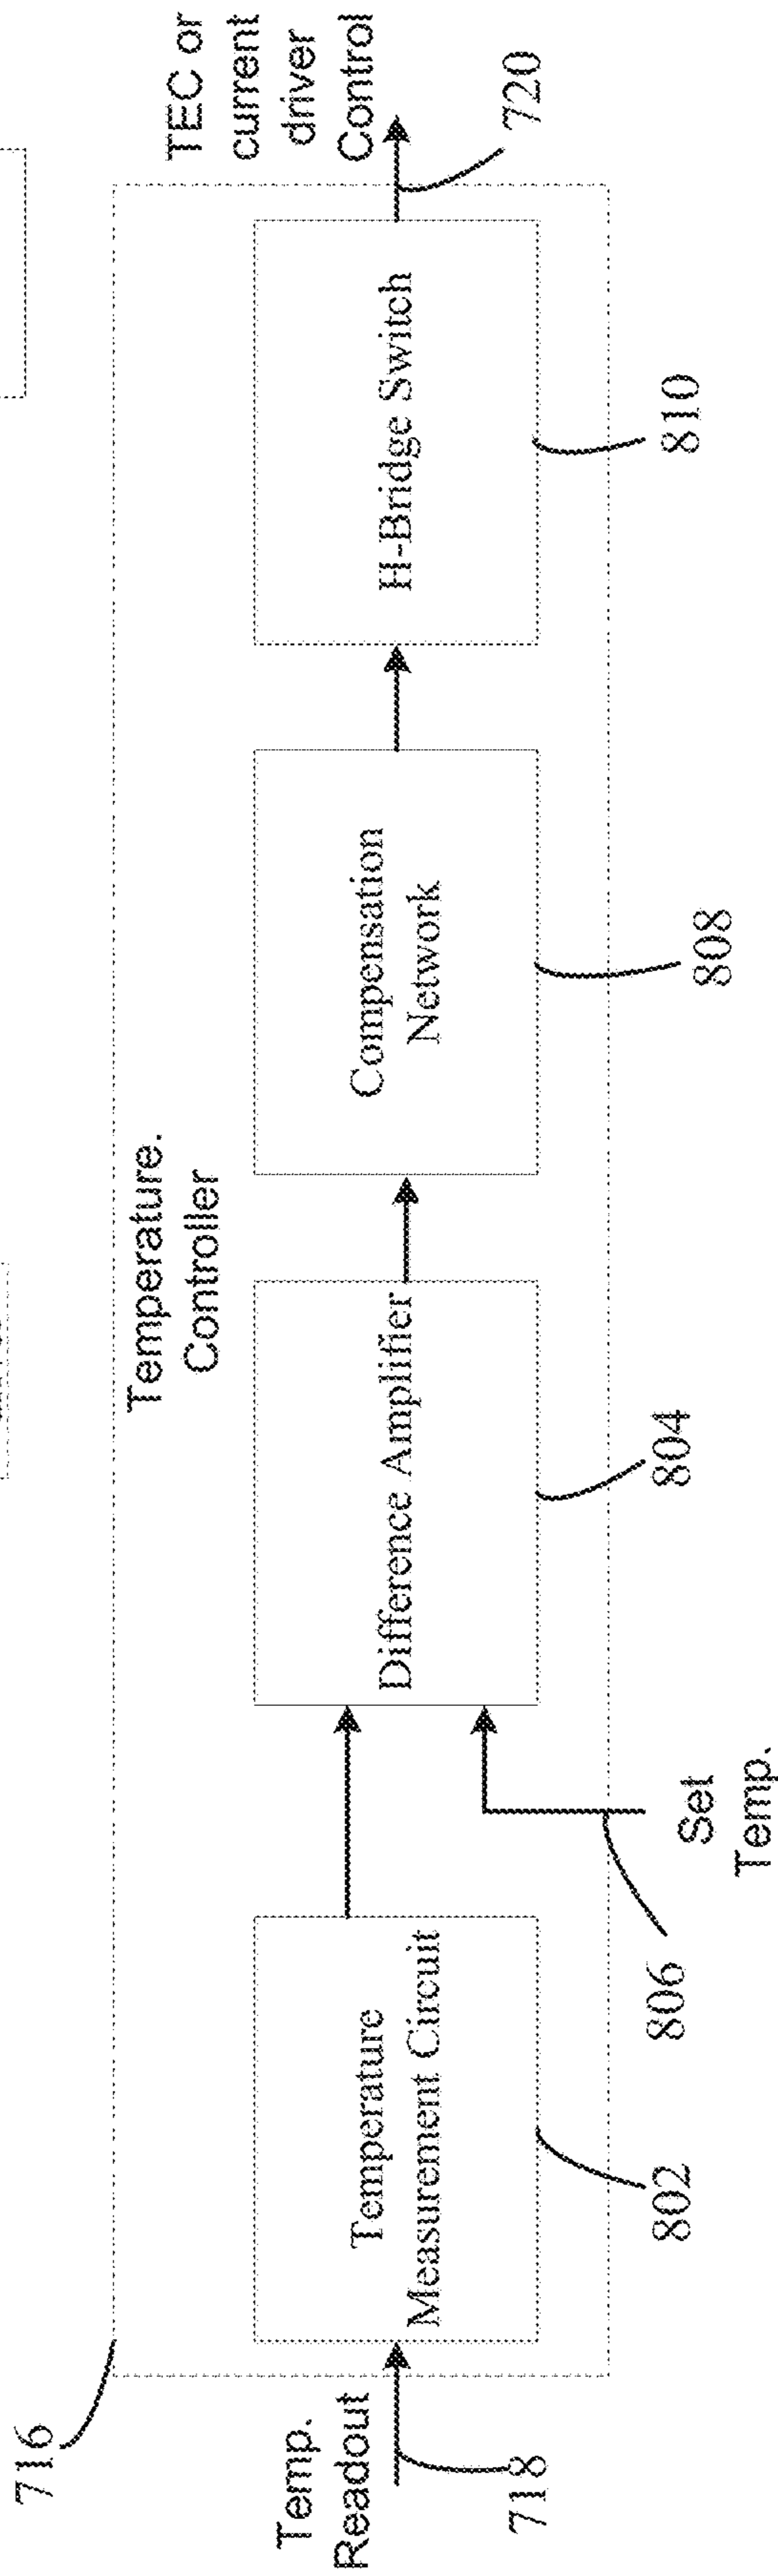 716
Temperature.
Controller
Temp.
Readout
718
Temperature
Measurement Circuit
802
Set
Temp.
806
Difference Amplifier
804
Compensation
Network
808
H-Bridge Switch
810
TEC or
current
driver
Control
720